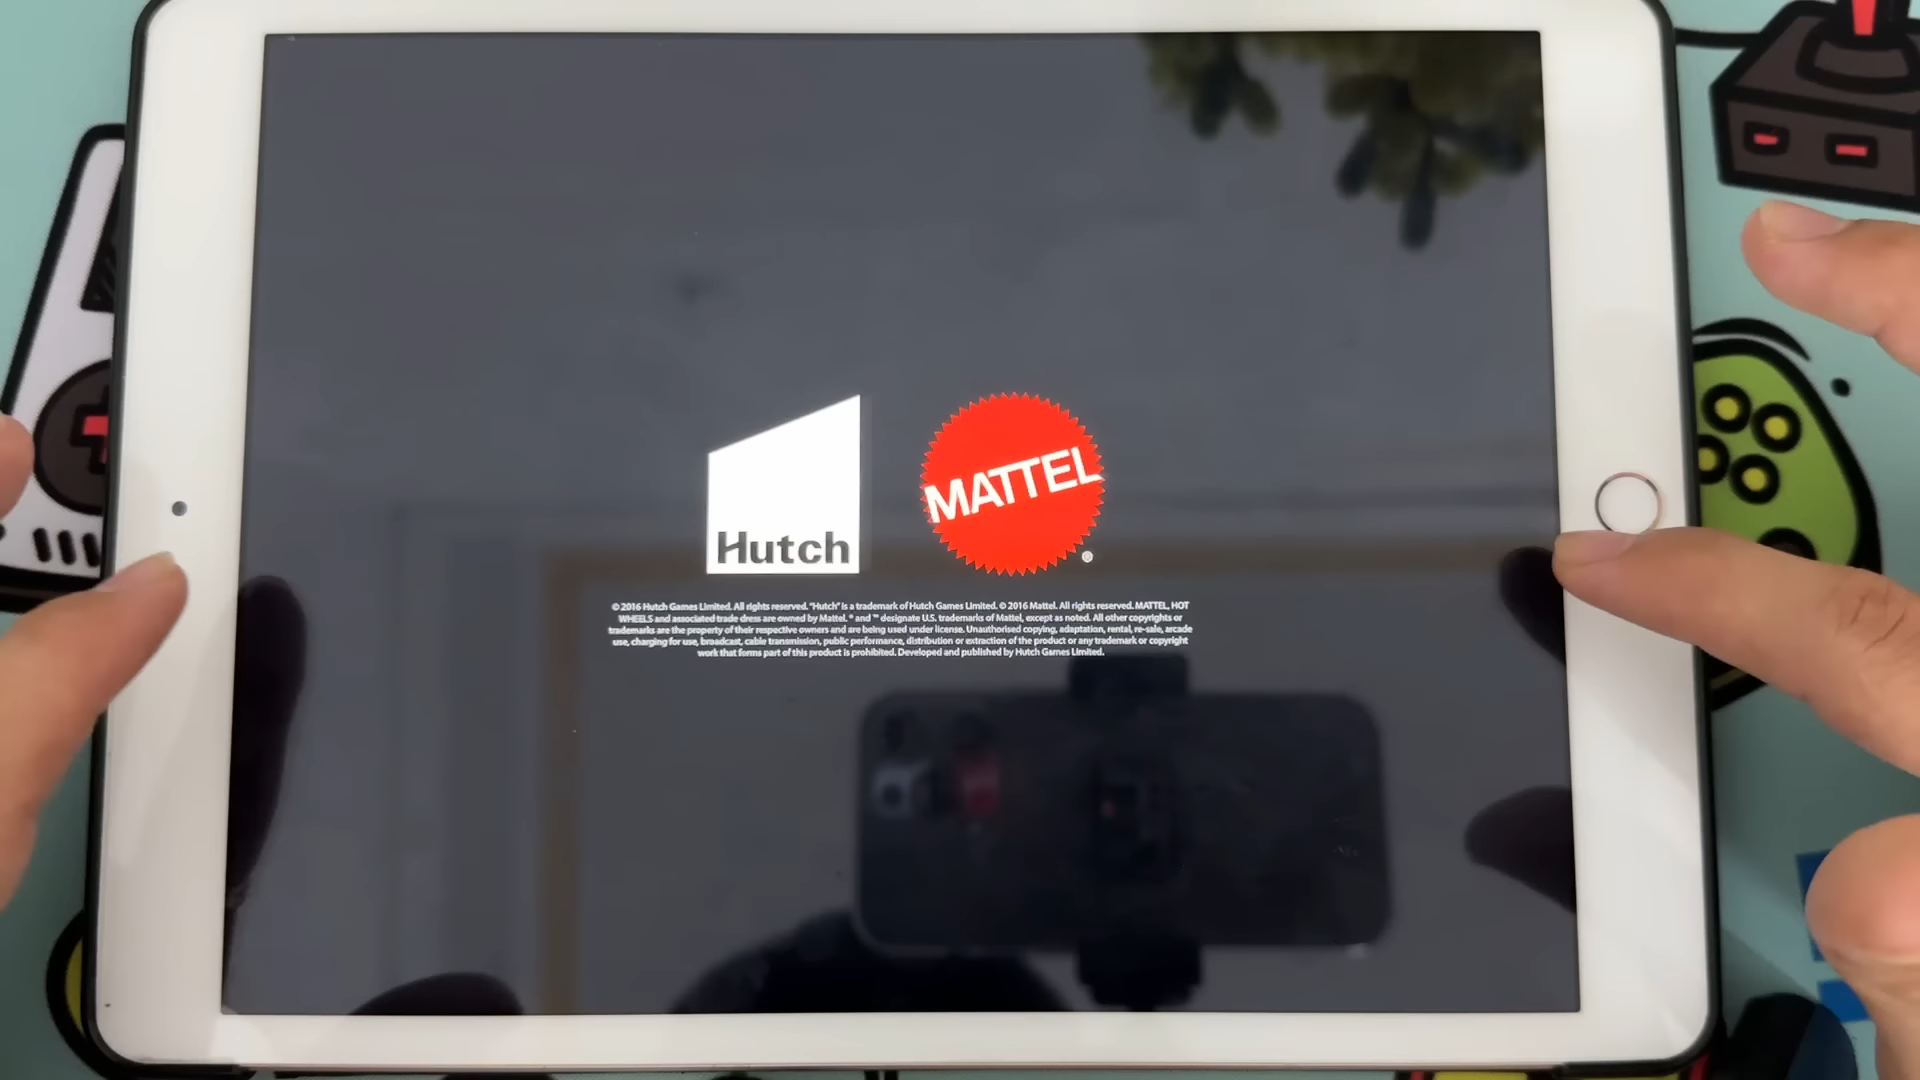 Hutch
MATTEL
®
© 2016 Hutch Games Limited. All rights reserved. "Hutch" is a trademark of Hutch Games Limited. © 2016 Mattel. All rights reserved. MATTEL, HOT
WHEELS and associated trade dress are owned by Mattel. ® and ™ designate U.S. trademarks of Mattel, except as noted. All other copyrights or
trademarks are the property of their respective owners and are being used under license. Unauthorised copying, adaptation, rental, re-sale, arcade
use, charging for use, broadcast, cable transmission, public performance, distribution or extraction of the product or any trademark or copyright
work that forms part of this product is prohibited. Developed and published by Hutch Games Limited.